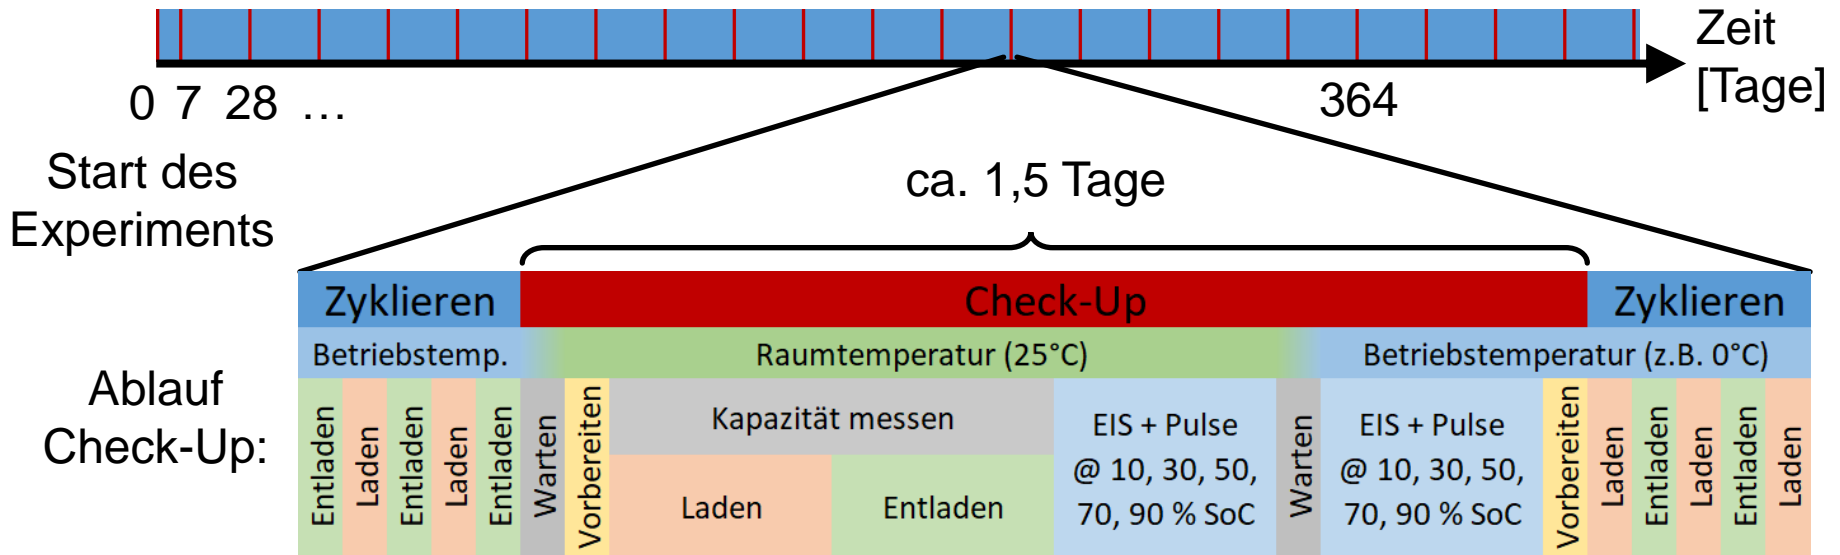 Zeit
[Tage]
0 7 28 … 364
Start des
Experiments
ca. 1,5 Tage
Zyklieren Check-Up Zyklieren
Betriebstemp. Raumtemperatur (25°C) Betriebstemperatur (z.B. 0°C)
Ablauf
Check-Up:
Entladen
Laden
Entladen
Laden
Entladen
Warten
Vorbereiten
Kapazität messen
Laden Entladen
EIS + Pulse
@ 10, 30, 50,
70, 90 % SoC
Warten
EIS + Pulse
@ 10, 30, 50,
70, 90 % SoC
Vorbereiten
Laden
Entladen
Laden
Entladen
Laden